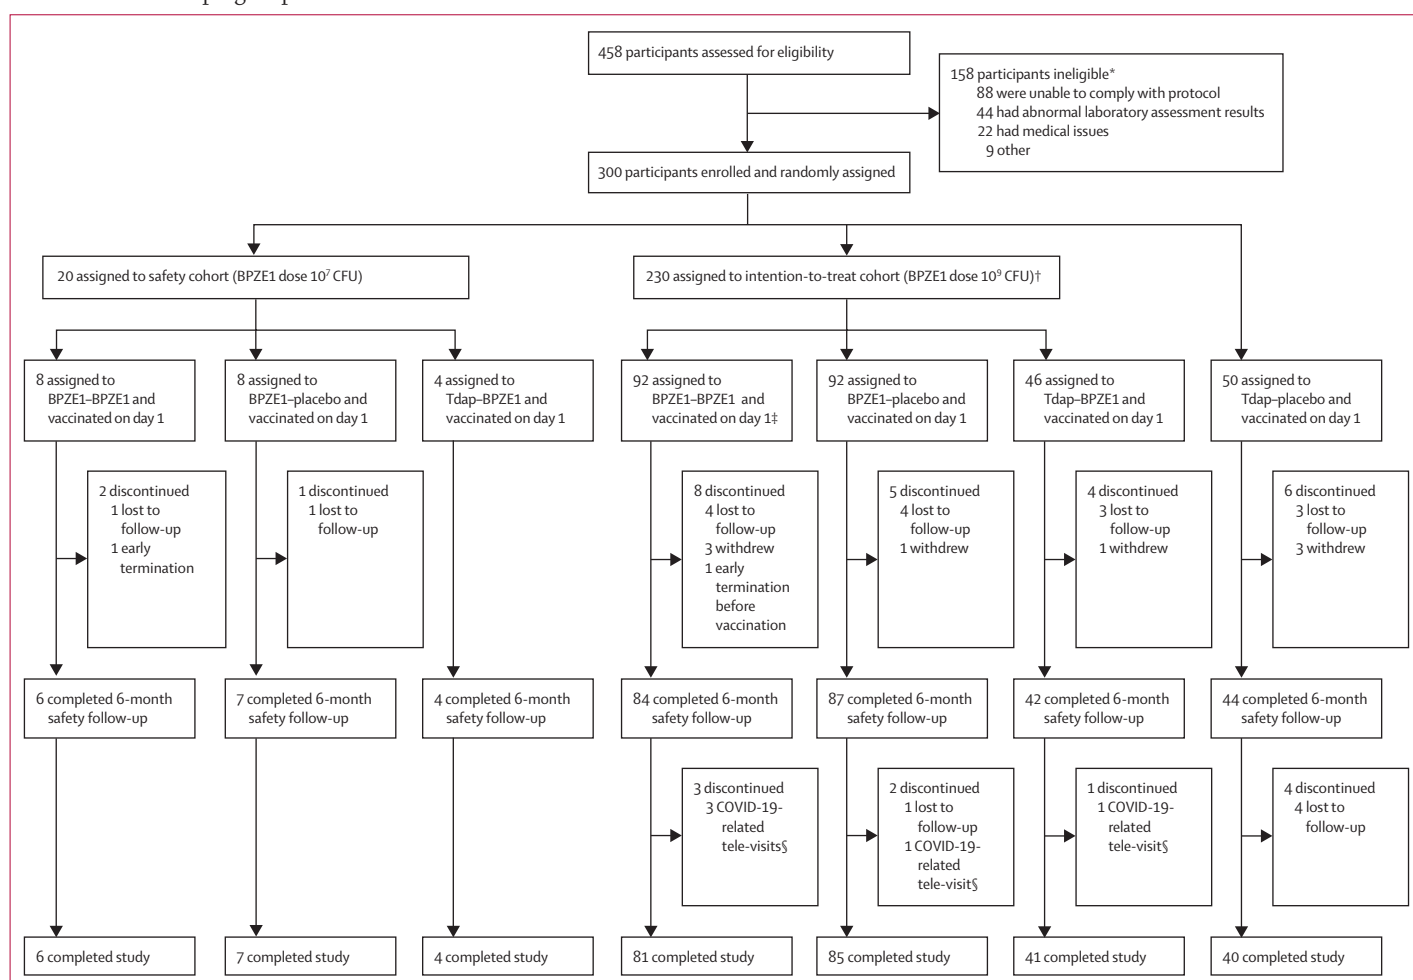 458 participants assessed for eligibility
158 participants ineligible*
88 were unable to comply with protocol
44 had abnormal laboratory assessment results
22 had medical issues
9 other
300 participants enrolled and randomly assigned
20 assigned to safety cohort (BPZE1 dose 10⁷ CFU)
230 assigned to intention-to-treat cohort (BPZE1 dose 10⁹ CFU)†
8 assigned to
BPZE1–BPZE1 and
vaccinated on day 1
8 assigned to
BPZE1–placebo and
vaccinated on day 1
4 assigned to
Tdap–BPZE1 and
vaccinated on day 1
92 assigned to
BPZE1–BPZE1 and
vaccinated on day 1‡
92 assigned to
BPZE1–placebo and
vaccinated on day 1
46 assigned to
Tdap–BPZE1 and
vaccinated on day 1
50 assigned to
Tdap–placebo and
vaccinated on day 1
2 discontinued
1 lost to
follow-up
1 early
termination
1 discontinued
1 lost to
follow-up
8 discontinued
4 lost to
follow-up
3 withdrew
1 early
termination
before
vaccination
5 discontinued
4 lost to
follow-up
1 withdrew
4 discontinued
3 lost to
follow-up
1 withdrew
6 discontinued
3 lost to
follow-up
3 withdrew
6 completed 6-month
safety follow-up
7 completed 6-month
safety follow-up
4 completed 6-month
safety follow-up
84 completed 6-month
safety follow-up
87 completed 6-month
safety follow-up
42 completed 6-month
safety follow-up
44 completed 6-month
safety follow-up
3 discontinued
3 COVID-19-
related
tele-visits§
2 discontinued
1 lost to
follow-up
1 COVID-19-
related
tele-visit§
1 discontinued
1 COVID-19-
related
tele-visit§
4 discontinued
4 lost to
follow-up
6 completed study
7 completed study
4 completed study
81 completed study
85 completed study
41 completed study
40 completed study